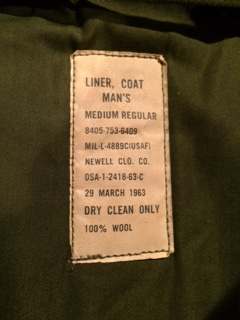 LINER, COAT
MAN'S
MEDIUM REGULAR
8405-753-6409
MIL-L-4889C(USAF)
NEWELL CLO. CO.
DSA-1-2418-63-C
29 MARCH 1963
DRY CLEAN ONLY
100% WOOL